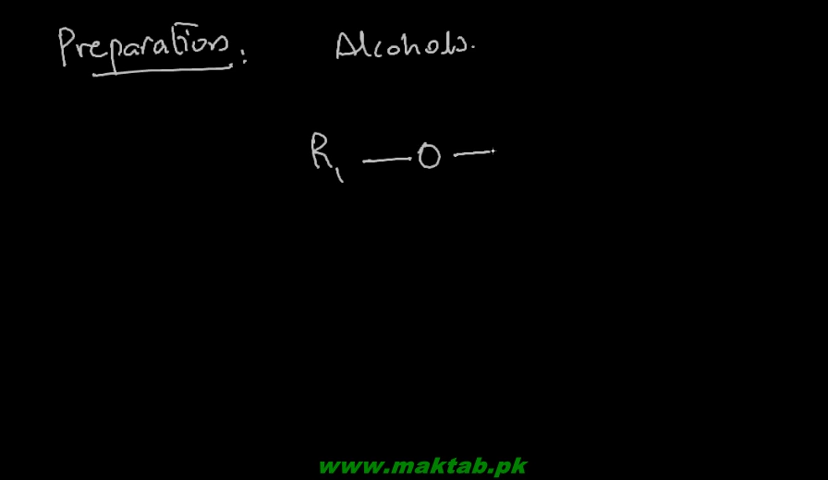 Preparation: Alcohols.
R₁ — O —
www.maktab.pk